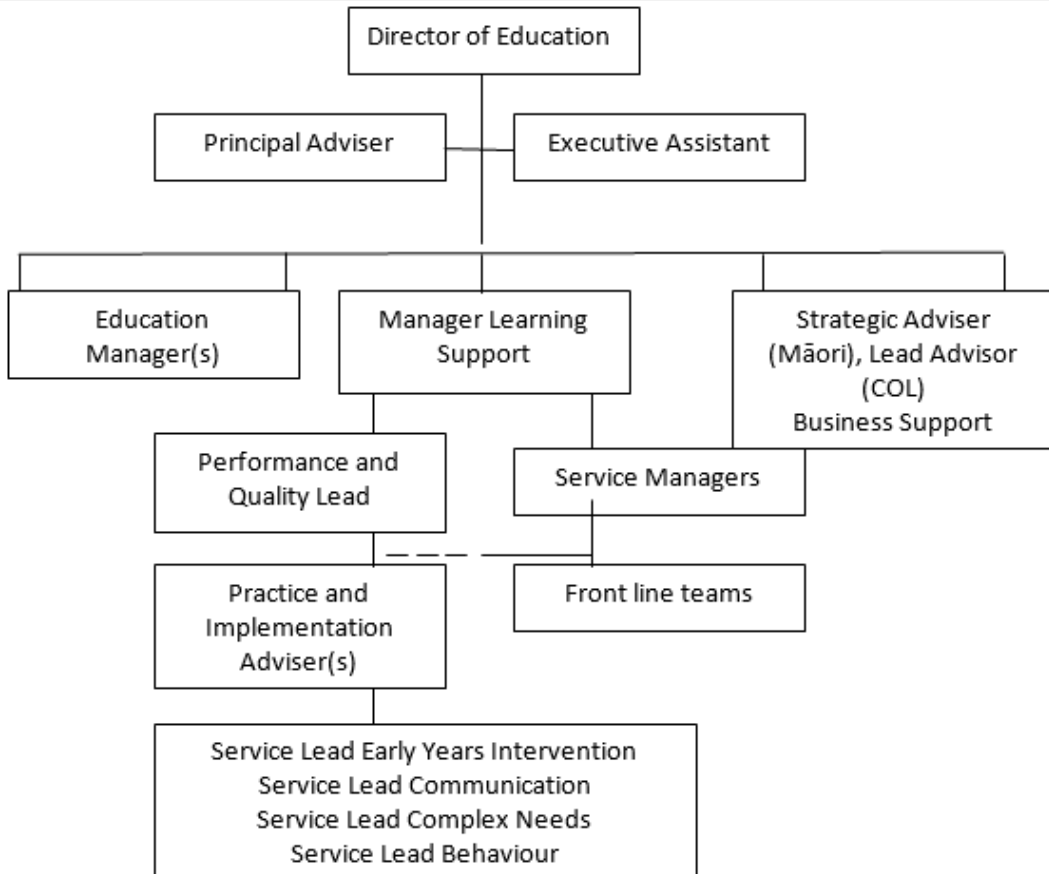 Director of Education
Principal Adviser
Executive Assistant
Education
Manager(s)
Manager Learning
Support
Strategic Adviser
(Māori), Lead Advisor
(COL)
Business Support
Performance and
Quality Lead
Service Managers
Practice and
Implementation
Adviser(s)
Front line teams
Service Lead Early Years Intervention
Service Lead Communication
Service Lead Complex Needs
Service Lead Behaviour